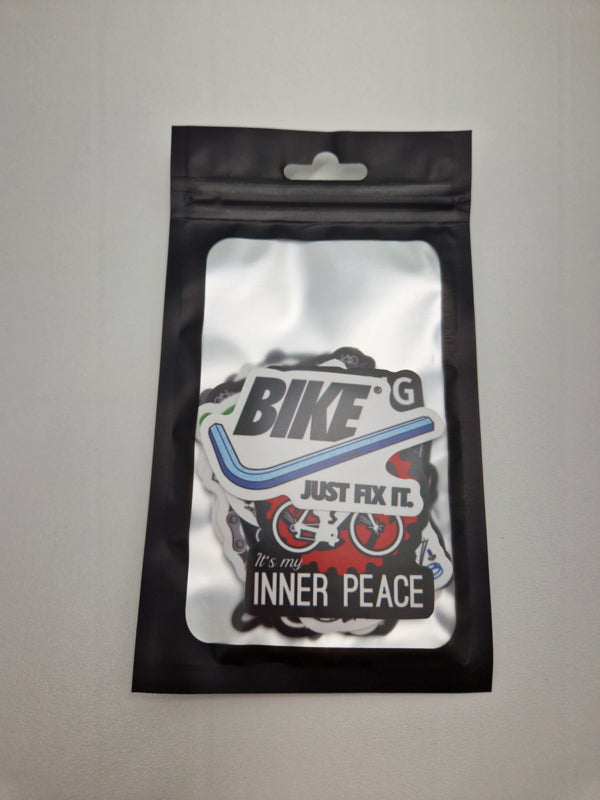 BIKE®
G
JUST FIX IT.
It's my
INNER PEACE